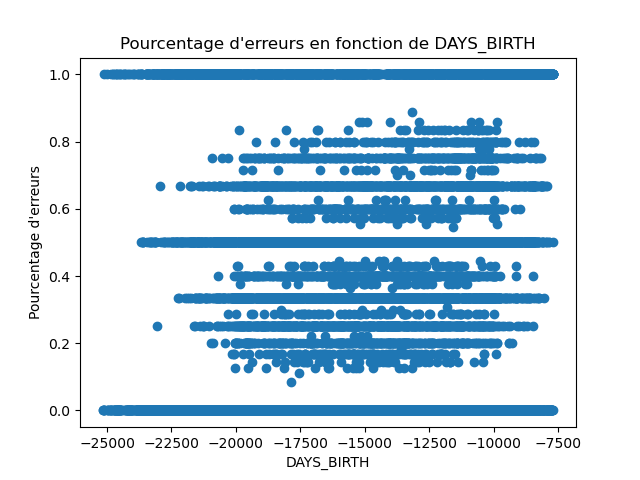 Pourcentage d'erreurs en fonction de DAYS_BIRTH
1.0
0.8
0.6
0.4
0.2
0.0
Pourcentage d'erreurs
−25000 −22500 −20000 −17500 −15000 −12500 −10000 −7500
DAYS_BIRTH